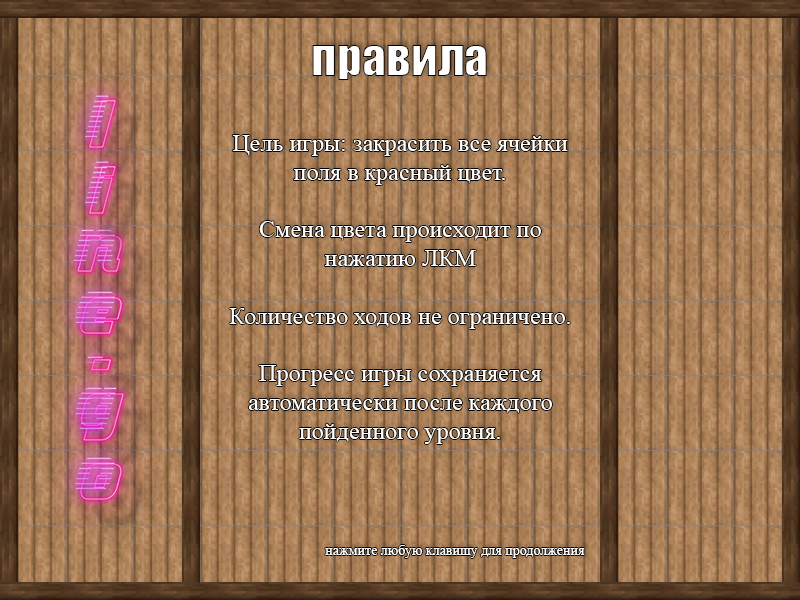 правила
line.go
Цель игры: закрасить все ячейки
поля в красный цвет.
Смена цвета происходит по
нажатию ЛКМ
Количество ходов не ограничено.
Прогресс игры сохраняется
автоматически после каждого
пойденного уровня.
нажмите любую клавишу для продолжения